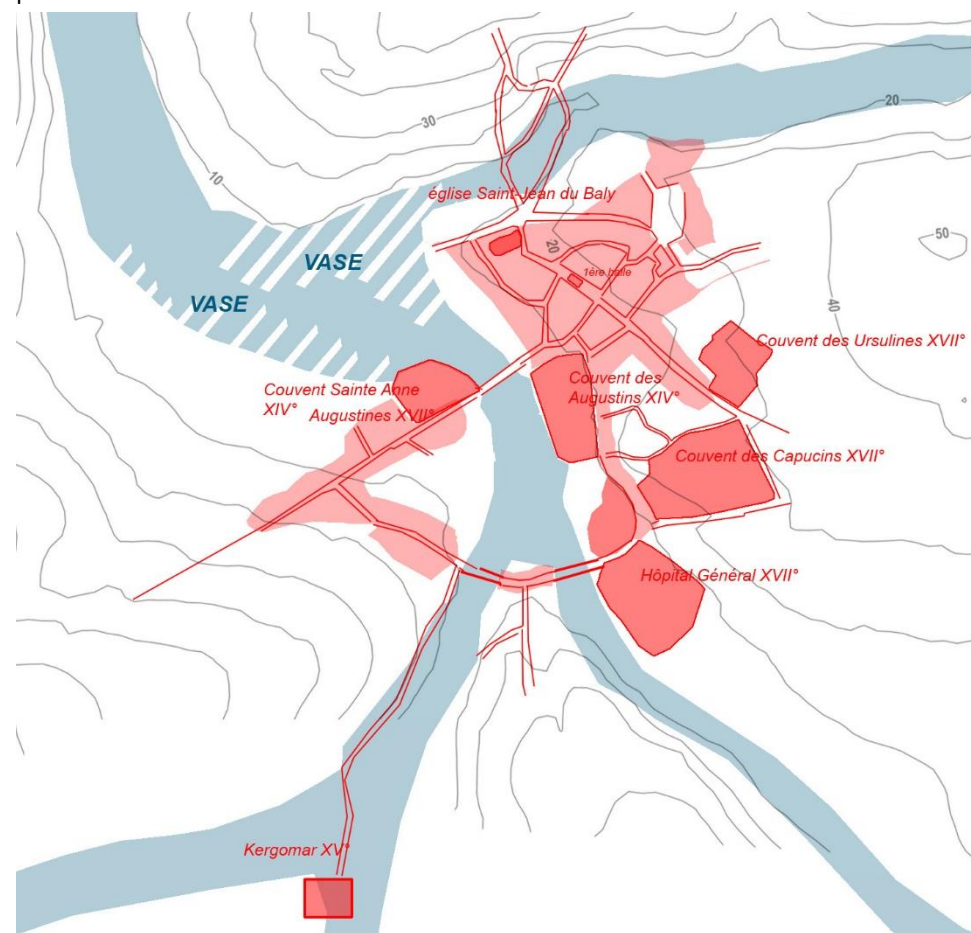 30
20
10
église Saint-Jean du Baly
50
20
VASE
1ére halle
VASE
40
Couvent des Ursulines XVII°
Couvent Sainte Anne
XIV°
Augustines XVII°
Couvent des
Augustins XIV°
Couvent des Capucins XVII°
Hôpital Général XVII°
Kergomar XV°